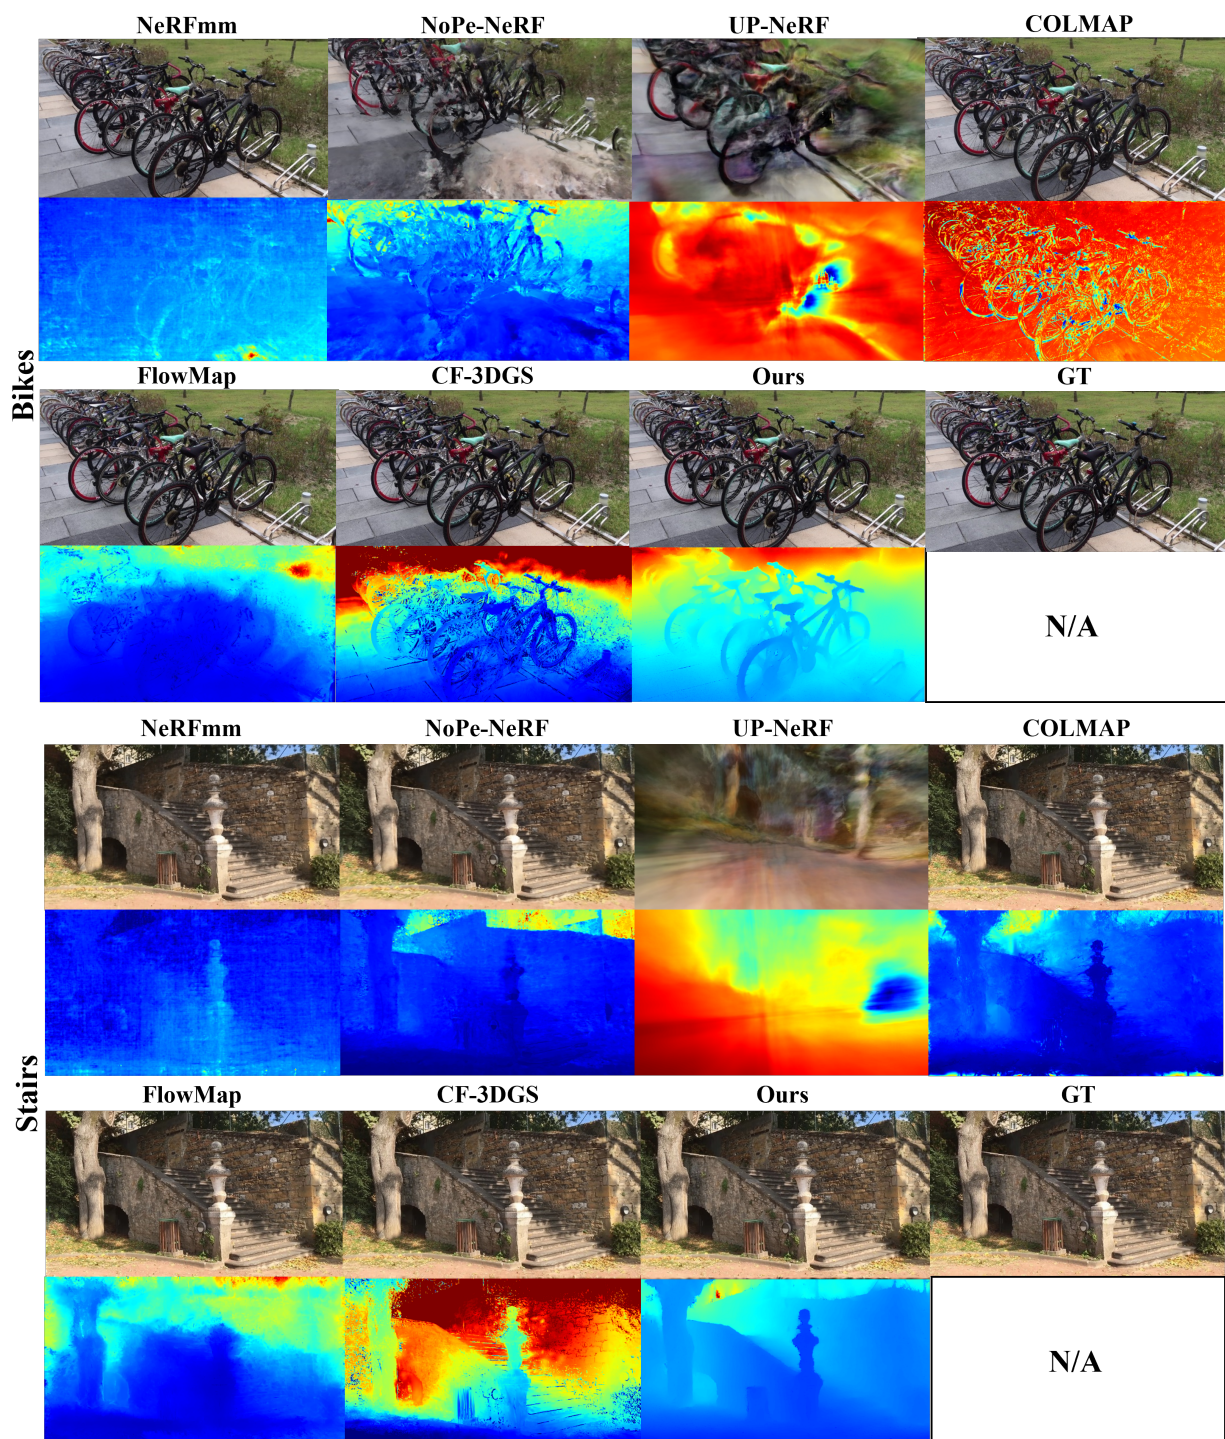 NeRFmm NoPe-NeRF UP-NeRF COLMAP
Bikes
FlowMap CF-3DGS Ours GT
N/A
NeRFmm NoPe-NeRF UP-NeRF COLMAP
Stairs
FlowMap CF-3DGS Ours GT
N/A